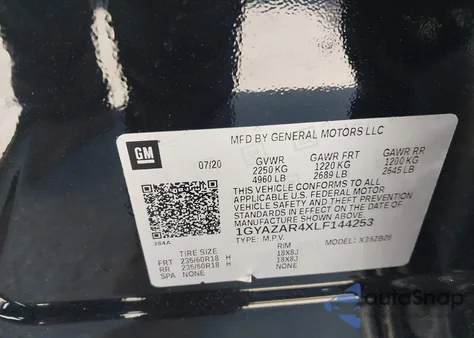 MFD BY GENERAL MOTORS LLC
GM
07/20 GVWR GAWR FRT GAWR RR
2250 KG 1220 KG 1200 KG
4960 LB 2689 LB 2645 LB
THIS VEHICLE CONFORMS TO ALL
APPLICABLE U.S. FEDERAL MOTOR
VEHICLE SAFETY AND THEFT PREVENTION
STANDARDS IN EFFECT ON THE DATE OF
MANUFACTURE SHOWN ABOVE.
1GYAZAR4XLF144253
TYPE: M.P.V. MODEL:
384A
TIRE SIZE RIM
FRT 235/60R18 H 18X8J
RR 235/60R18 H 18X8J
SPA NONE NONE
AutaSnap